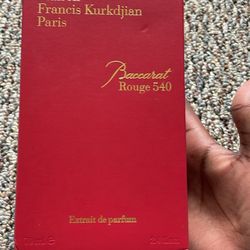 Francis Kurkdjian
Paris
Baccarat
Rouge 540
Extrait de parfum